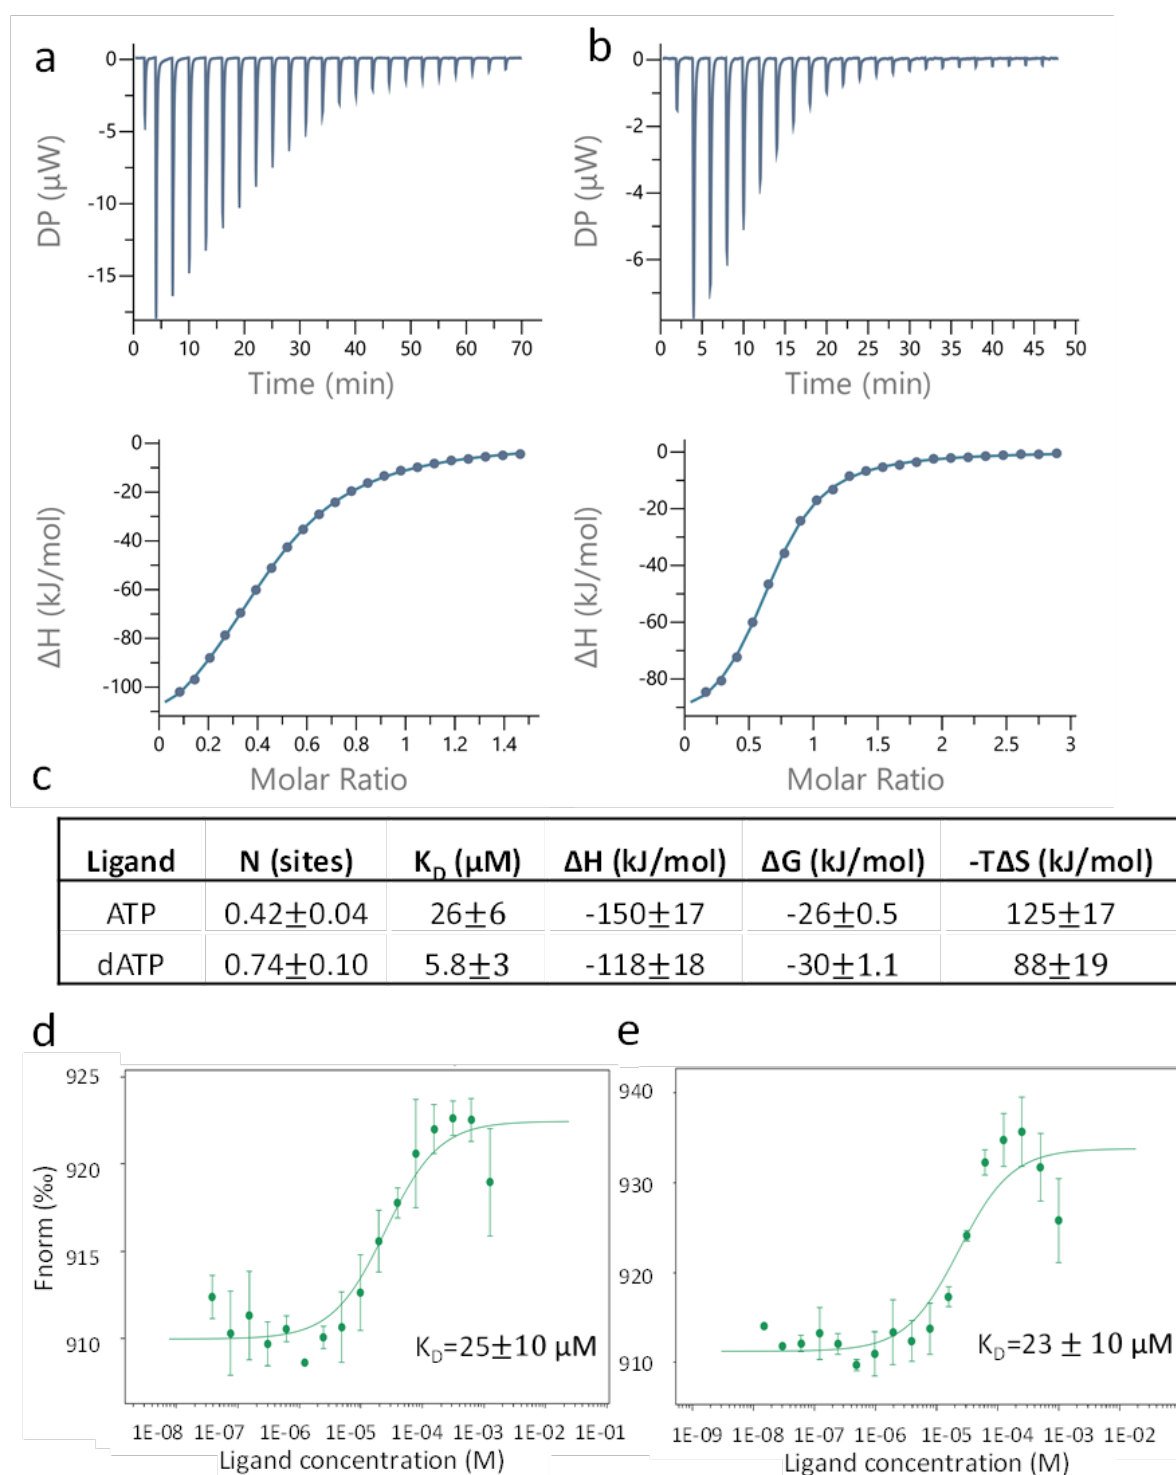 a
0
-5
-10
-15
DP (µW)
0 10 20 30 40 50 60 70
Time (min)
b
0
-2
-4
-6
DP (µW)
0 5 10 15 20 25 30 35 40 45 50
Time (min)
0
-20
-40
-60
-80
-100
ΔH (kJ/mol)
0 0.2 0.4 0.6 0.8 1 1.2 1.4
Molar Ratio
0
-20
-40
-60
-80
ΔH (kJ/mol)
0 0.5 1 1.5 2 2.5 3
Molar Ratio
c
Ligand N (sites) K_D (µM) ΔH (kJ/mol) ΔG (kJ/mol) -TΔS (kJ/mol)
ATP 0.42±0.04 26±6 -150±17 -26±0.5 125±17
dATP 0.74±0.10 5.8±3 -118±18 -30±1.1 88±19
d
925
920
915
910
Fnorm (‰)
K_D=25±10 µM
1E-08 1E-07 1E-06 1E-05 1E-04 1E-03 1E-02 1E-01
Ligand concentration (M)
e
940
930
920
910
K_D=23 ± 10 µM
1E-09 1E-08 1E-07 1E-06 1E-05 1E-04 1E-03 1E-02
Ligand concentration (M)